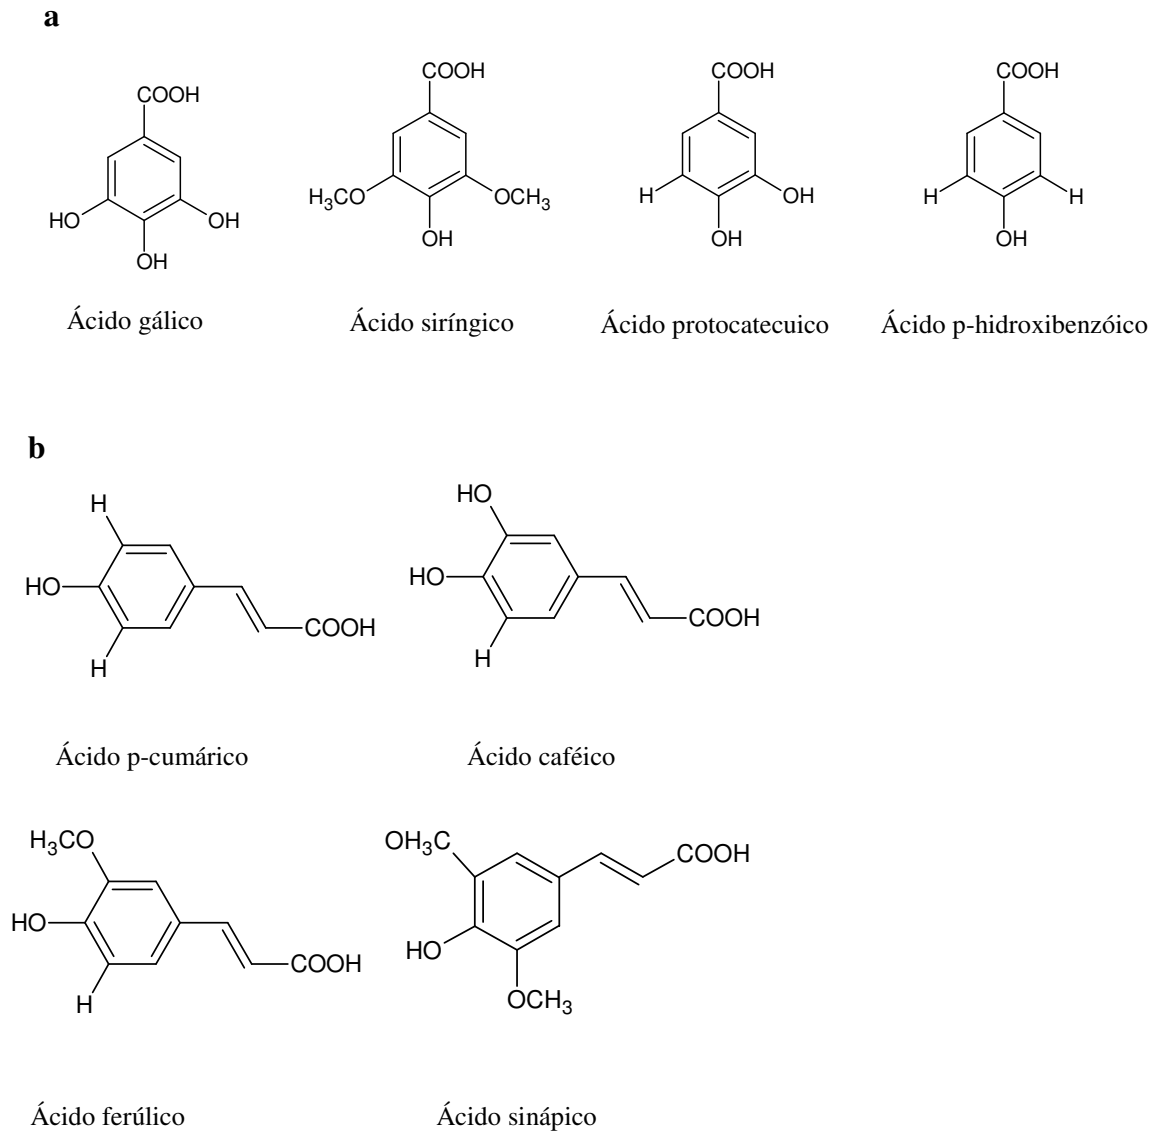 a
COOH COOH COOH COOH
HO OH H₃CO OCH₃ H OH H H
OH OH OH OH
Ácido gálico Ácido siríngico Ácido protocatecuico Ácido p-hidroxibenzóico
b
H HO
HO COOH HO COOH
H H
Ácido p-cumárico Ácido caféico
H₃CO OH₃C COOH
HO COOH HO
H OCH₃
Ácido ferúlico Ácido sinápico